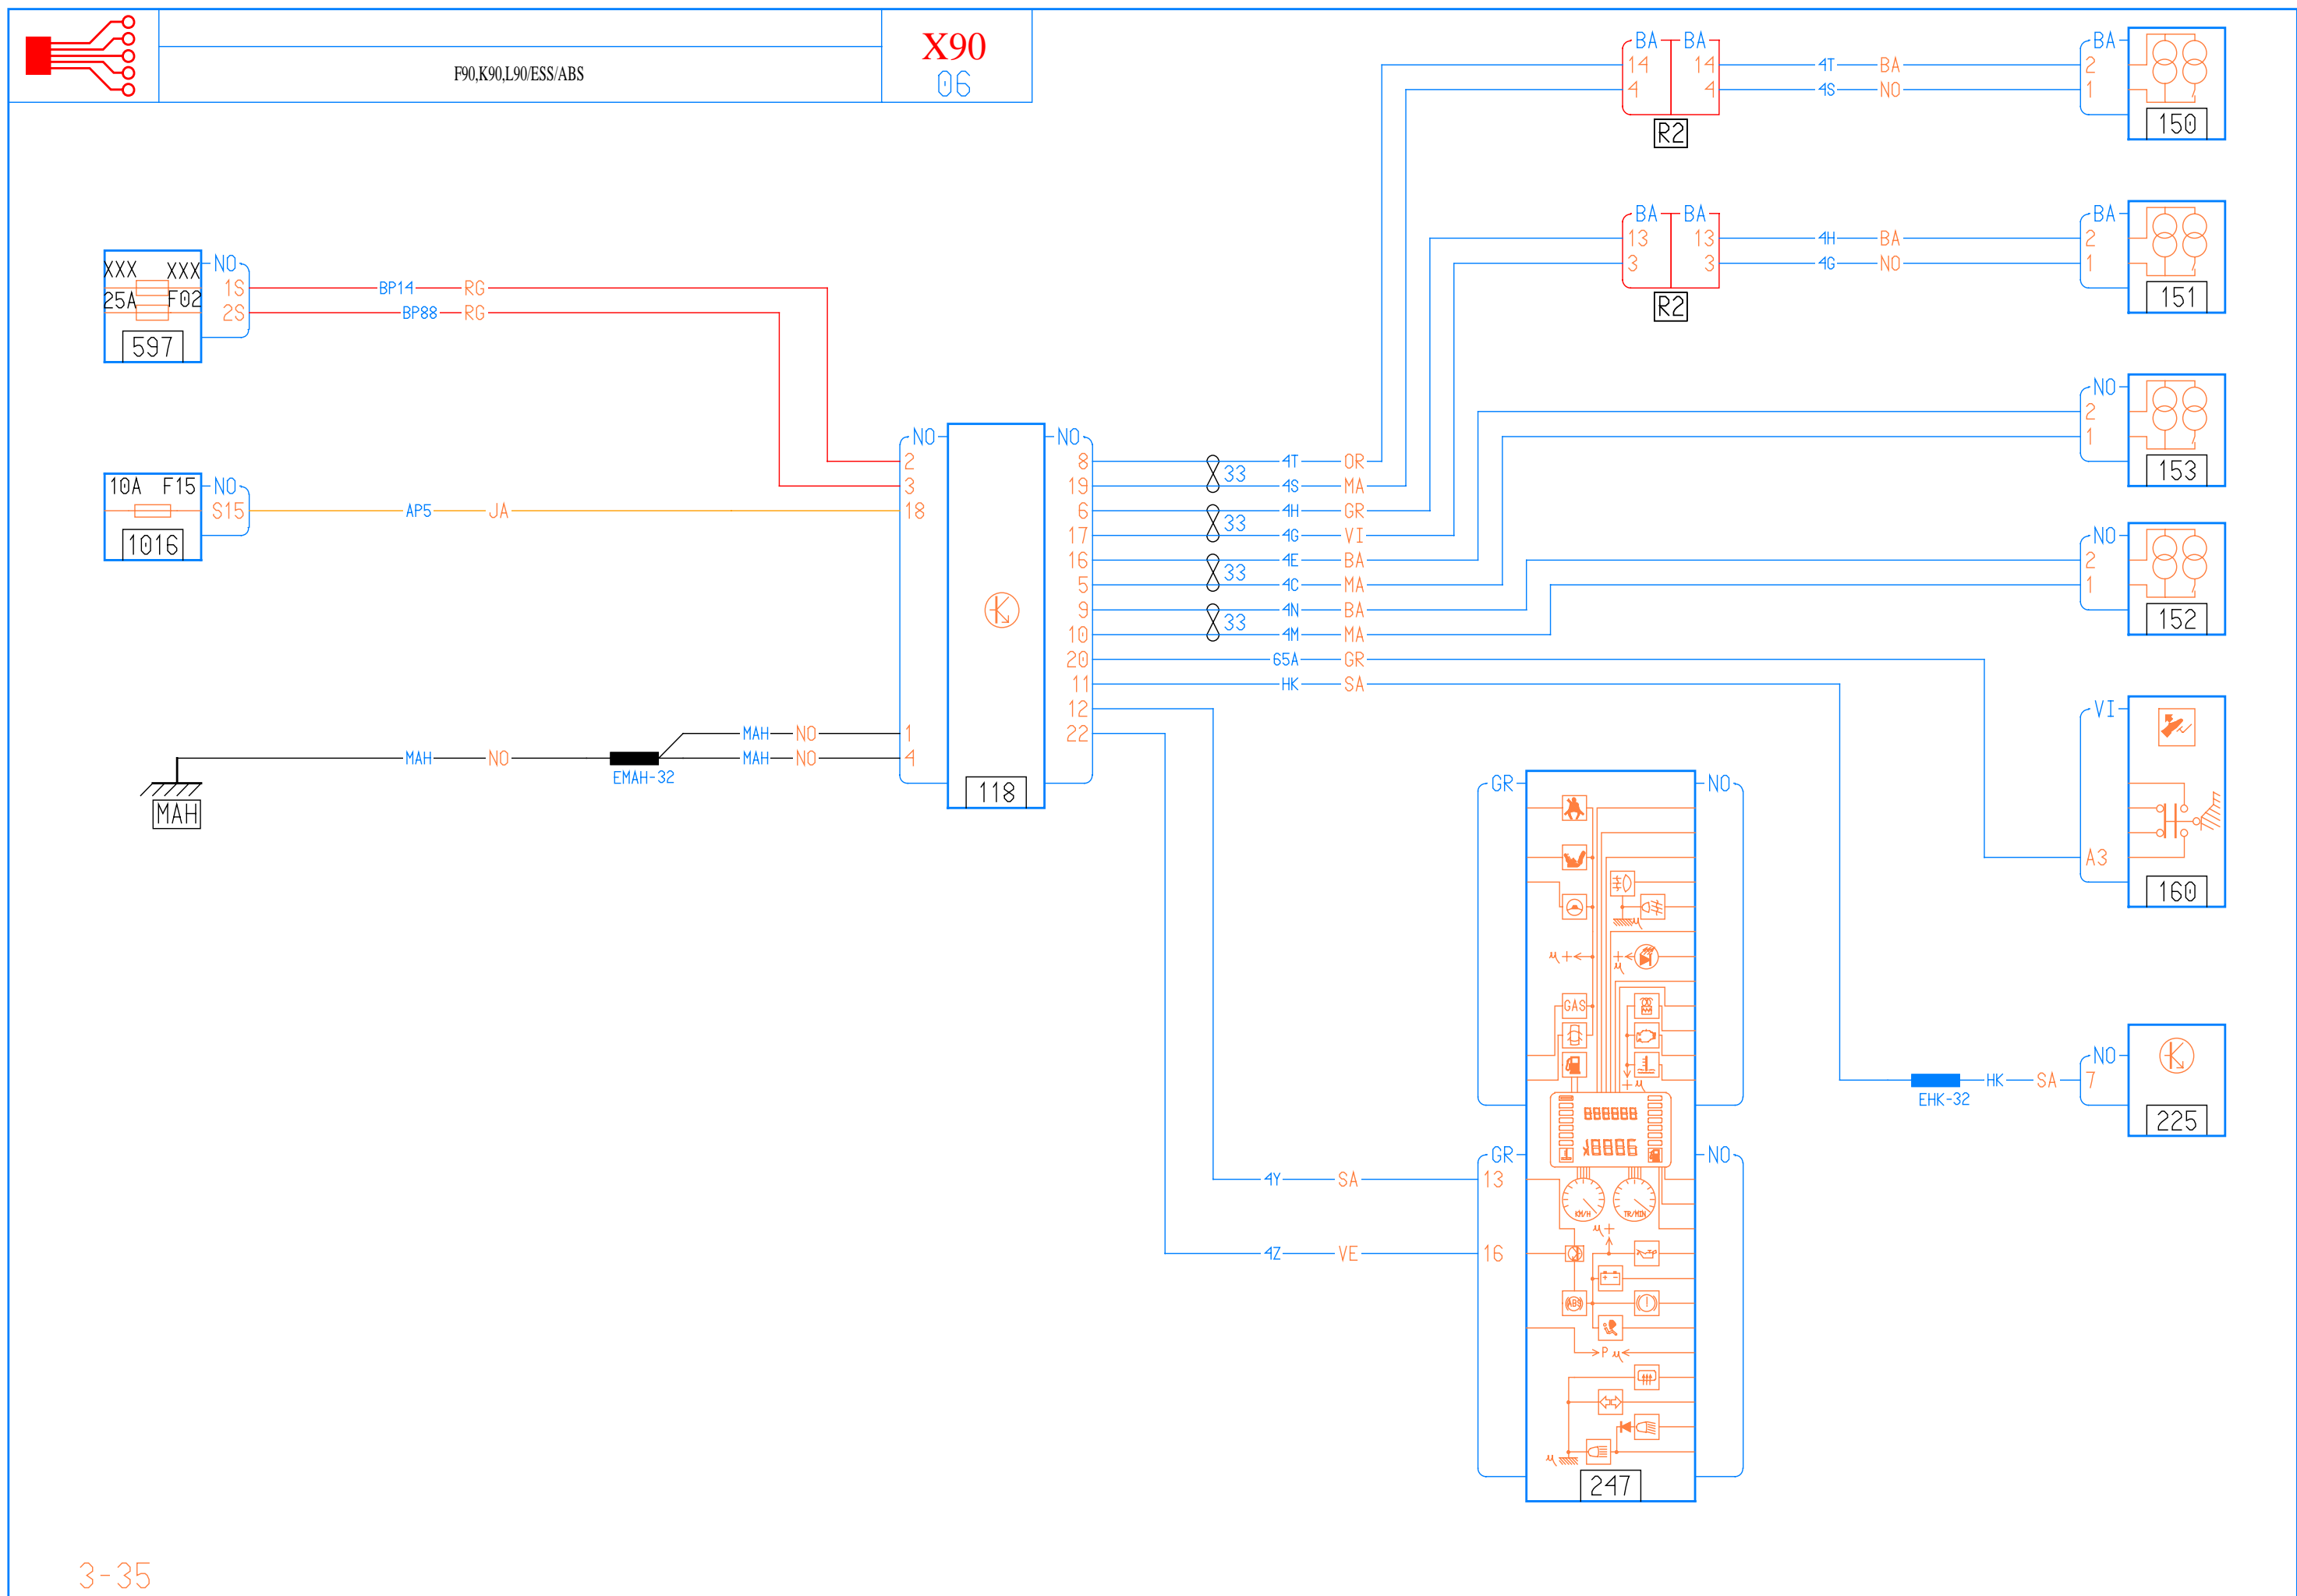 X90
F90,K90,L90/ESS/ABS
06
BA BA
14 14 4T BA
4 4 4S NO
R2
BA
2
1
150
BA BA
13 13 4H BA
3 3 4G NO
R2
BA
2
1
151
XXX XXX NO
25A F02 1S BP14 RG
2S BP88 RG
597
NO
2
1
153
10A F15 NO
S15 AP5 JA
1016
NO
2
1
152
NO NO
2 8 33 4T OR
3 19 4S MA
18 6 33 4H GR
17 4G VI
16 33 4E BA
5 4C MA
9 33 4N BA
10 4M MA
20 65A GR
11 HK SA
12
1 22
4
118
MAH NO EMAH-32 MAH NO
MAH NO
MAH
VI
A3
160
GR NO
GAS
HK SA
EHK-32
NO
7
225
888888
GR NO
13 4Y SA
KM/H TR/MIN
16 4Z VE
ABS
P
247
3-35